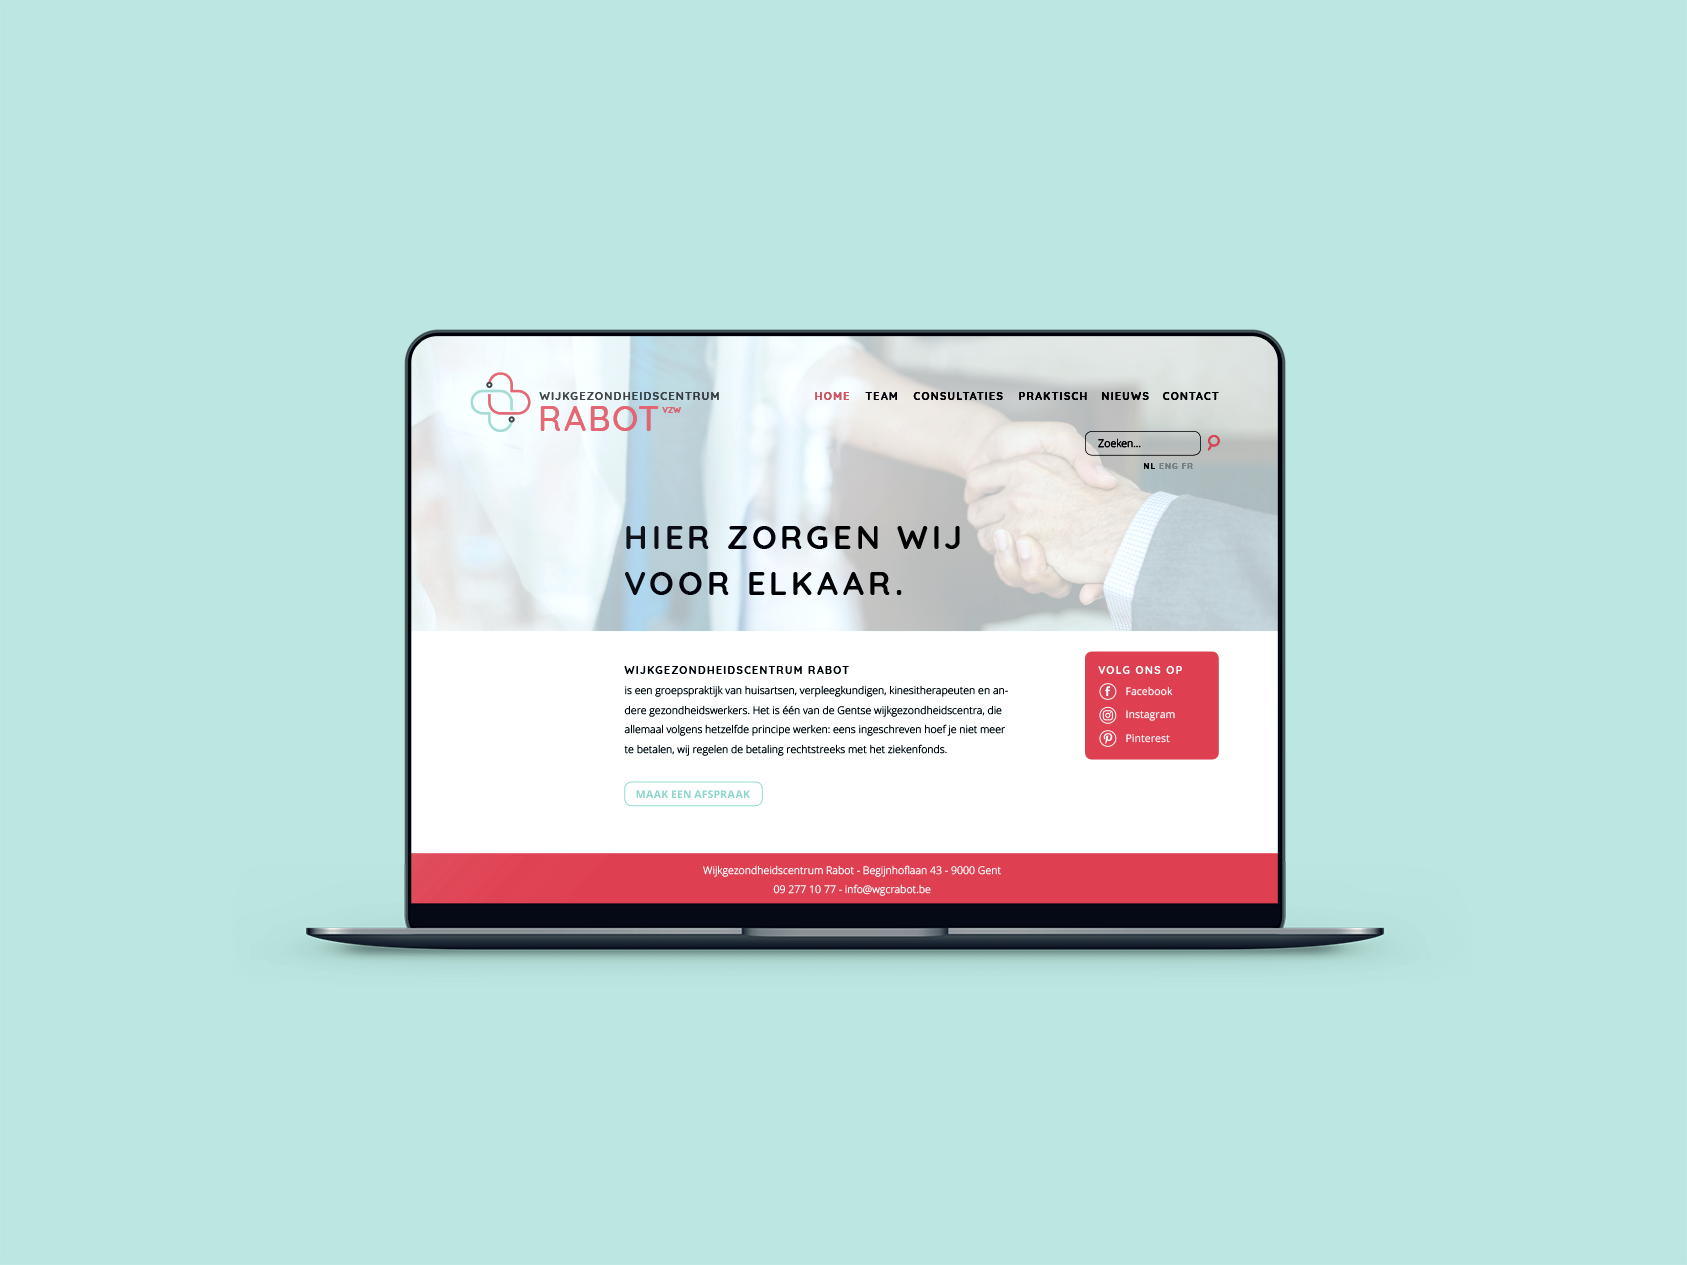 WIJKGEZONDHEIDSCENTRUM
RABOT VZW
HOME TEAM CONSULTATIES PRAKTISCH NIEUWS CONTACT
Zoeken...
NL ENG FR
HIER ZORGEN WIJ
VOOR ELKAAR.
WIJKGEZONDHEIDSCENTRUM RABOT
is een groepspraktijk van huisartsen, verpleegkundigen, kinesitherapeuten en an-
dere gezondheidswerkers. Het is één van de Gentse wijkgezondheidscentra, die
allemaal volgens hetzelfde principe werken: eens ingeschreven hoef je niet meer
te betalen, wij regelen de betaling rechtstreeks met het ziekenfonds.
MAAK EEN AFSPRAAK
VOLG ONS OP
Facebook
Instagram
Pinterest
Wijkgezondheidscentrum Rabot - Begijnhoflaan 43 - 9000 Gent
09 277 10 77 - info@wgcrabot.be